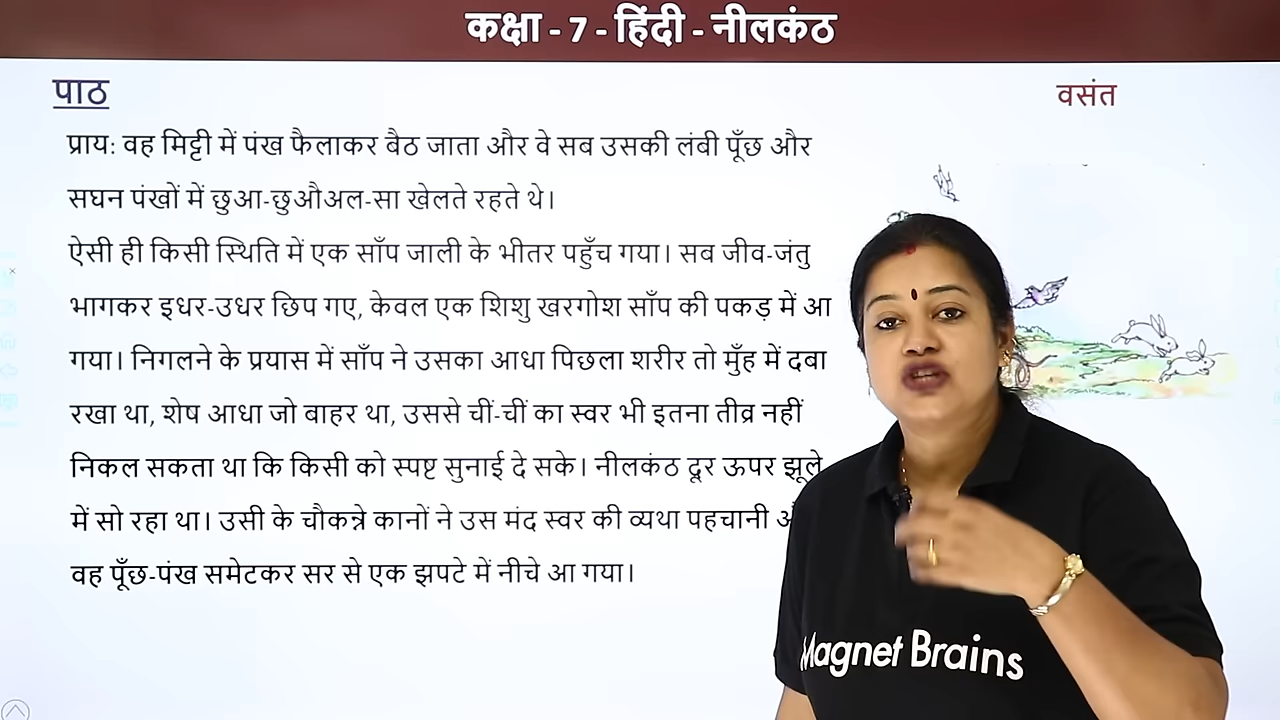 कक्षा - 7 - हिंदी - नीलकंठ
पाठ
वसंत
प्राय: वह मिट्टी में पंख फैलाकर बैठ जाता और वे सब उसकी लंबी पूँछ और
सघन पंखों में छुआ-छुऔअल-सा खेलते रहते थे।
ऐसी ही किसी स्थिति में एक साँप जाली के भीतर पहुँच गया। सव जीव-जंतु
भागकर इधर-उधर छिप गए, केवल एक शिशु खरगोश साँप की पकड़ में आ
गया। निगलने के प्रयास में साँप ने उसका आधा पिछला शरीर तो मुँह में दबा
रखा था, शेष आधा जो बाहर था, उससे चीं-चीं का स्वर भी इतना तीव्र नहीं
निकल सकता था कि किसी को स्पष्ट सुनाई दे सके। नीलकंठ दूर ऊपर झूले
में सो रहा था। उसी के चौकन्ने कानों ने उस मंद स्वर की व्यथा पहचानी
वह पूँछ-पंख समेटकर सर से एक झपटे में नीचे आ गया।
Magnet Brains